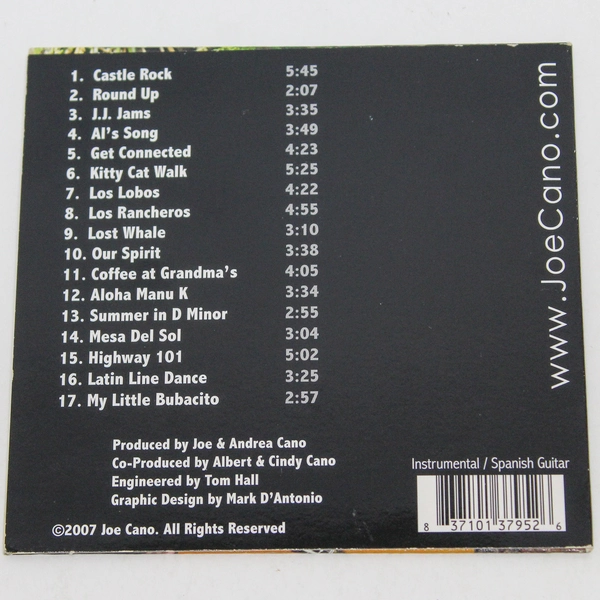 1. Castle Rock 5:45
2. Round Up 2:07
3. J.J. Jams 3:35
4. Al's Song 3:49
5. Get Connected 4:23
6. Kitty Cat Walk 5:25
7. Los Lobos 4:22
8. Los Rancheros 4:55
9. Lost Whale 3:10
10. Our Spirit 3:38
11. Coffee at Grandma's 4:05
12. Aloha Manu K 3:34
13. Summer in D Minor 2:55
14. Mesa Del Sol 3:04
15. Highway 101 5:02
16. Latin Line Dance 3:25
17. My Little Bubacito 2:57
www.JoeCano.com
Produced by Joe & Andrea Cano
Co-Produced by Albert & Cindy Cano
Engineered by Tom Hall
Graphic Design by Mark D'Antonio
©2007 Joe Cano. All Rights Reserved
Instrumental / Spanish Guitar
8 37101 37952 6